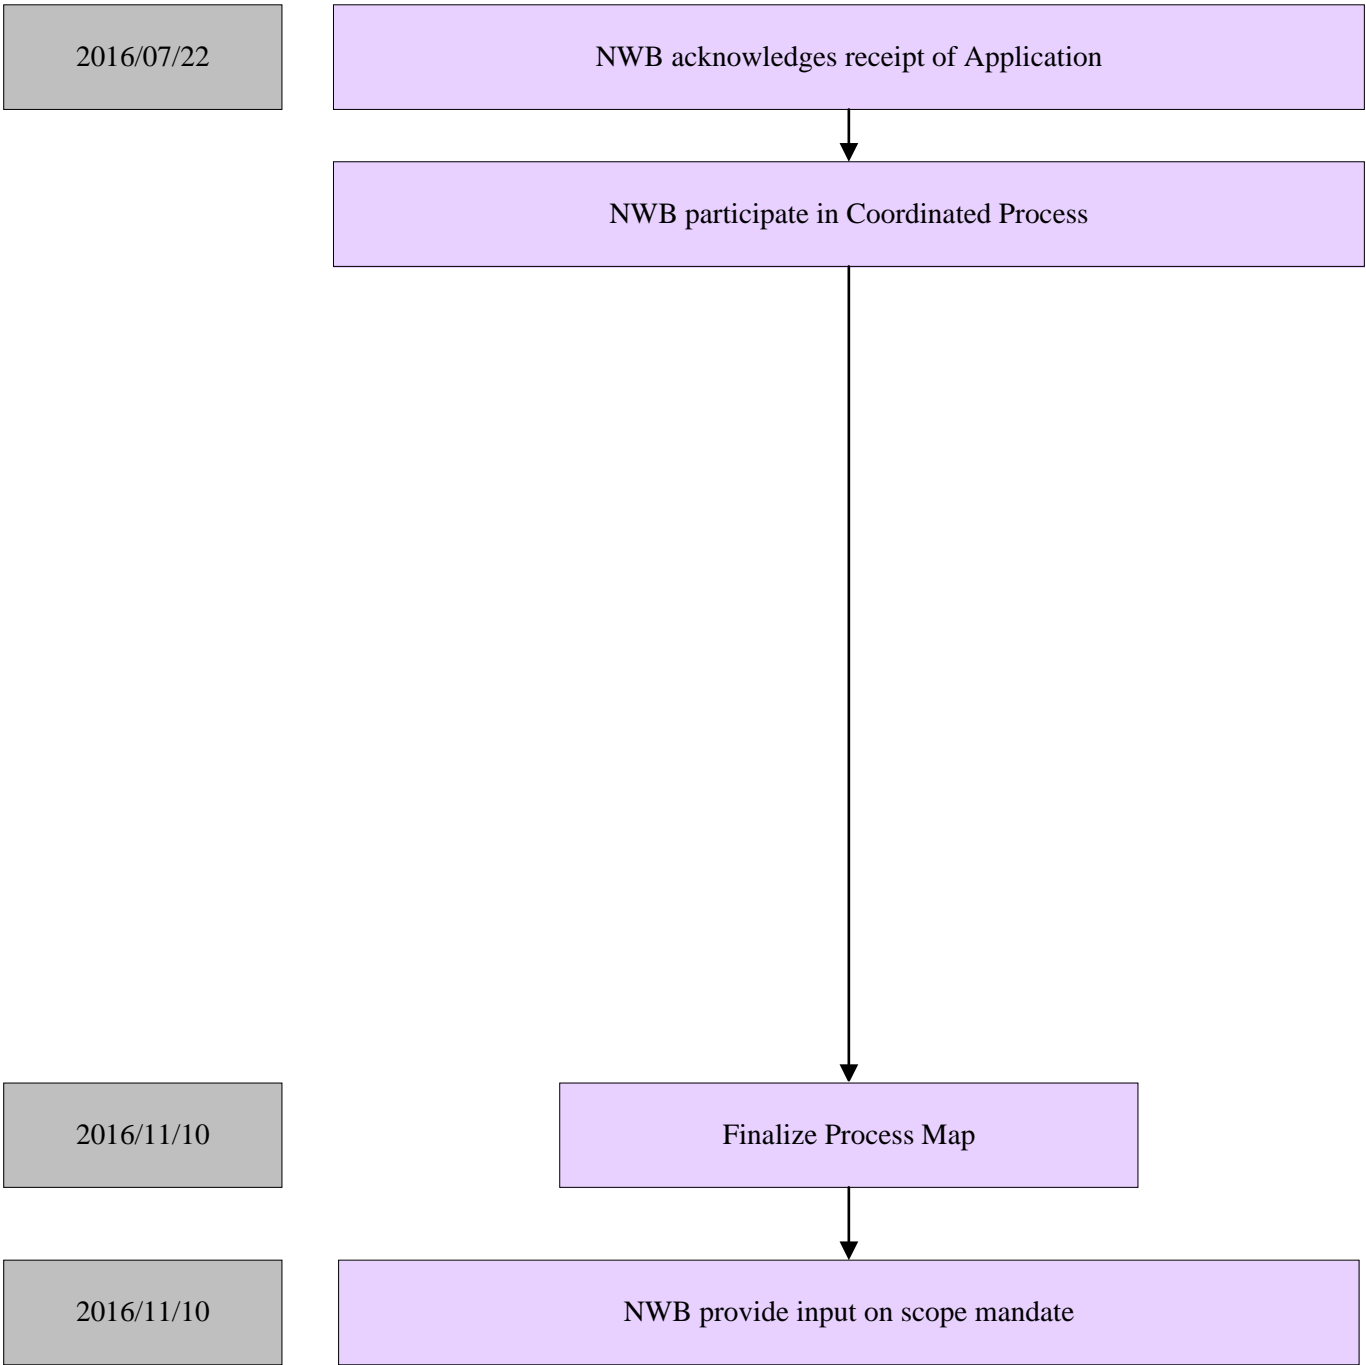 2016/07/22
NWB acknowledges receipt of Application
NWB participate in Coordinated Process
2016/11/10
Finalize Process Map
2016/11/10
NWB provide input on scope mandate